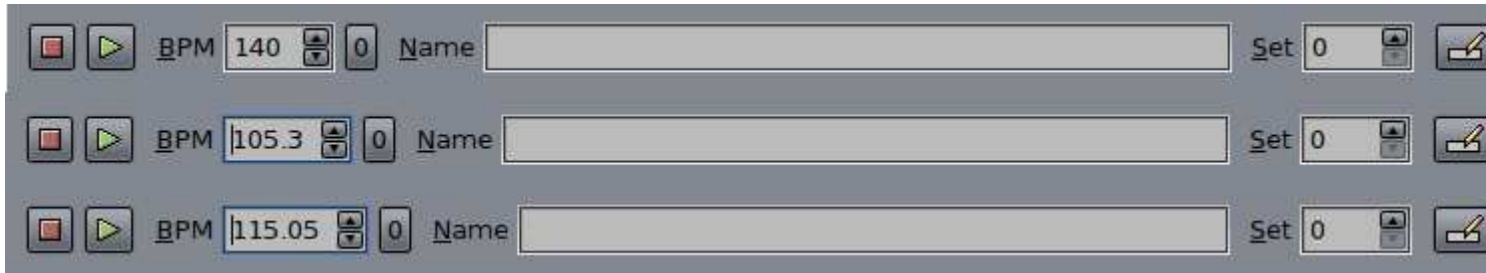 BPM 140 0 Name Set 0
BPM 105.3 0 Name Set 0
BPM 115.05 0 Name Set 0